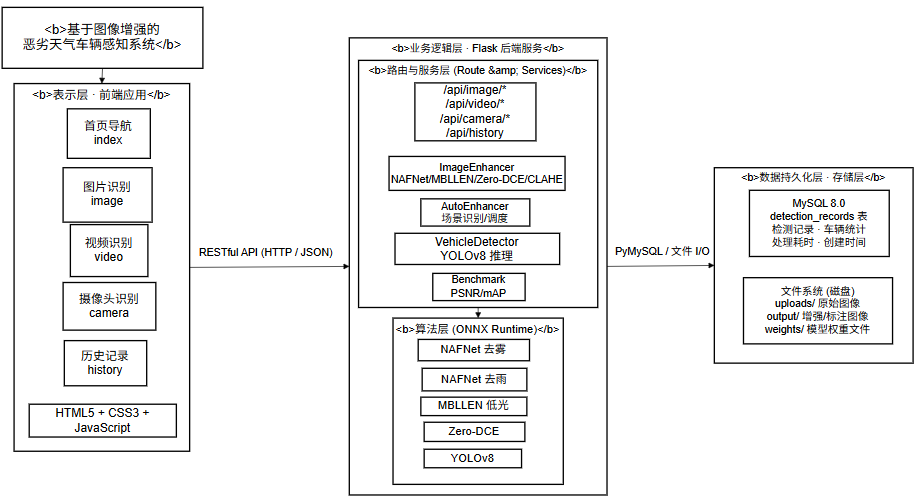 <b>基于图像增强的
恶劣天气车辆感知系统</b>
<b>表示层 · 前端应用</b>
首页导航
index
图片识别
image
视频识别
video
摄像头识别
camera
历史记录
history
HTML5 + CSS3 +
JavaScript
RESTful API (HTTP / JSON)
<b>业务逻辑层 · Flask 后端服务</b>
<b>路由与服务层 (Route &amp; Services)</b>
/api/image/*
/api/video/*
/api/camera/*
/api/history
ImageEnhancer
NAFNet/MBLLEN/Zero-DCE/CLAHE
AutoEnhancer
场景识别/调度
VehicleDetector
YOLOv8 推理
Benchmark
PSNR/mAP
<b>算法层 (ONNX Runtime)</b>
NAFNet 去雾
NAFNet 去雨
MBLLEN 低光
Zero-DCE
YOLOv8
PyMySQL / 文件 I/O
<b>数据持久化层 · 存储层</b>
MySQL 8.0
detection_records 表
检测记录 · 车辆统计
处理耗时 · 创建时间
文件系统 (磁盘)
uploads/ 原始图像
output/ 增强/标注图像
weights/ 模型权重文件